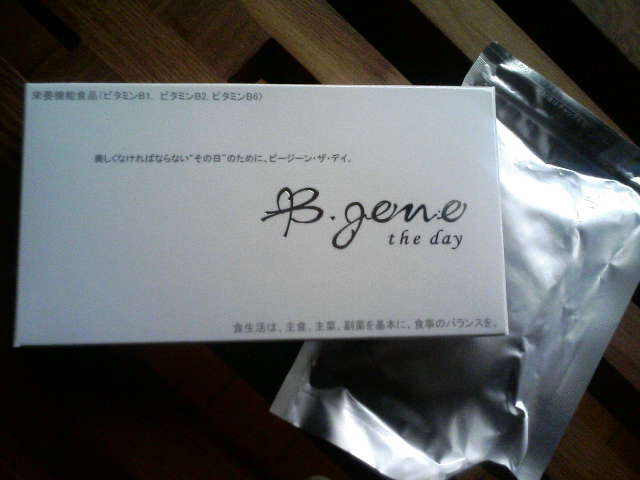 栄養機能食品(ビタミンB1, ビタミンB2,ビタミンB6)
美しくなければならない"その日"のために、ビージーン・ザ・デイ。
B.gene
the day
食生活は、主食、主菜、副菜を基本に、食事のバランスを。